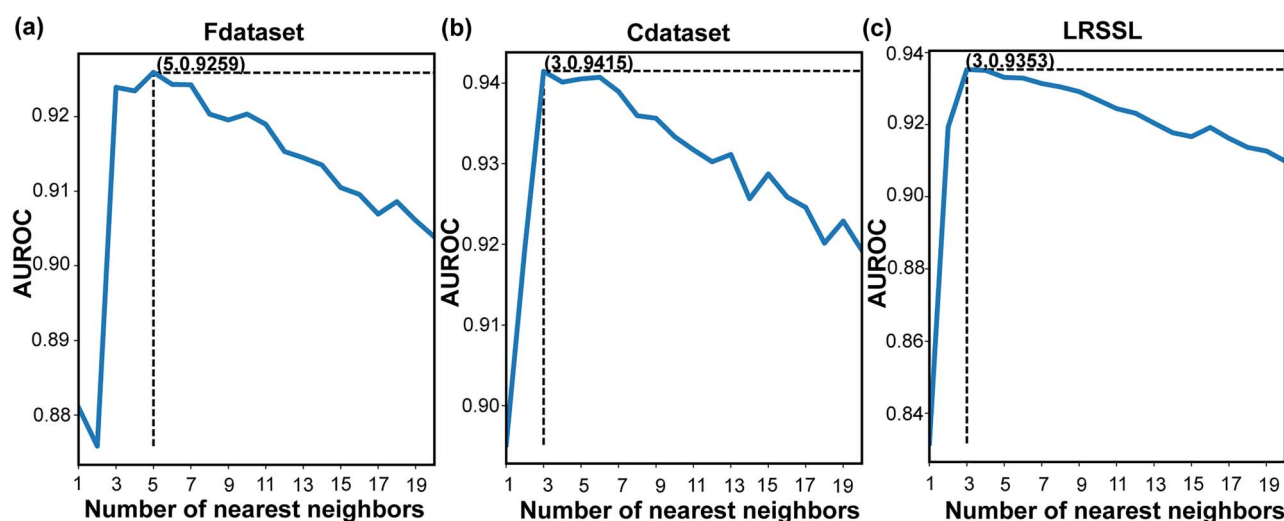 (a)
Fdataset
(5,0.9259)
0.92
0.91
0.90
0.89
0.88
AUROC
1 3 5 7 9 11 13 15 17 19
Number of nearest neighbors
(b)
Cdataset
(3,0.9415)
0.94
0.93
0.92
0.91
0.90
AUROC
1 3 5 7 9 11 13 15 17 19
Number of nearest neighbors
(c)
LRSSL
(3,0.9353)
0.94
0.92
0.90
0.88
0.86
0.84
AUROC
1 3 5 7 9 11 13 15 17 19
Number of nearest neighbors